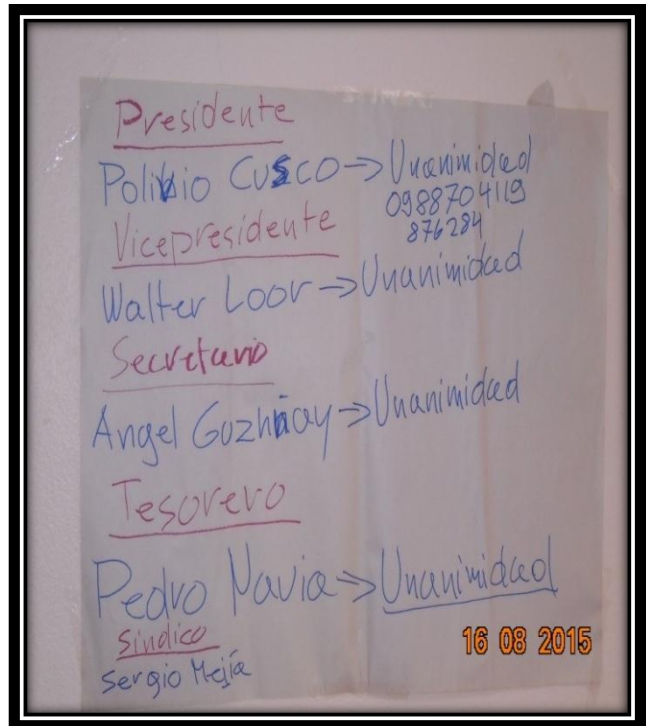 Presidente
Polivio Cusco → Unanimidad
0988704119
876284
Vicepresidente
Walter Loor → Unanimidad
Secretario
Angel Guzhñay → Unanimidad
Tesorero
Pedro Navia → Unanimidad
Sindico
Sergio Mejía
16 08 2015